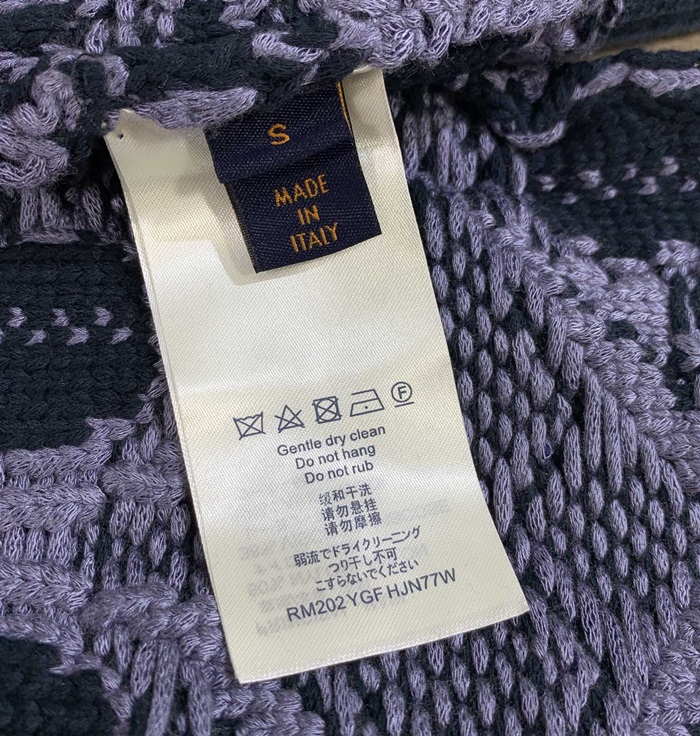 S
MADE
IN
ITALY
F
Gentle dry clean
Do not hang
Do not rub
缓和干洗
请勿悬挂
请勿摩擦
弱流でドライクリーニング
つり干し不可
こすらないでください
RM202 YGF HJN77W